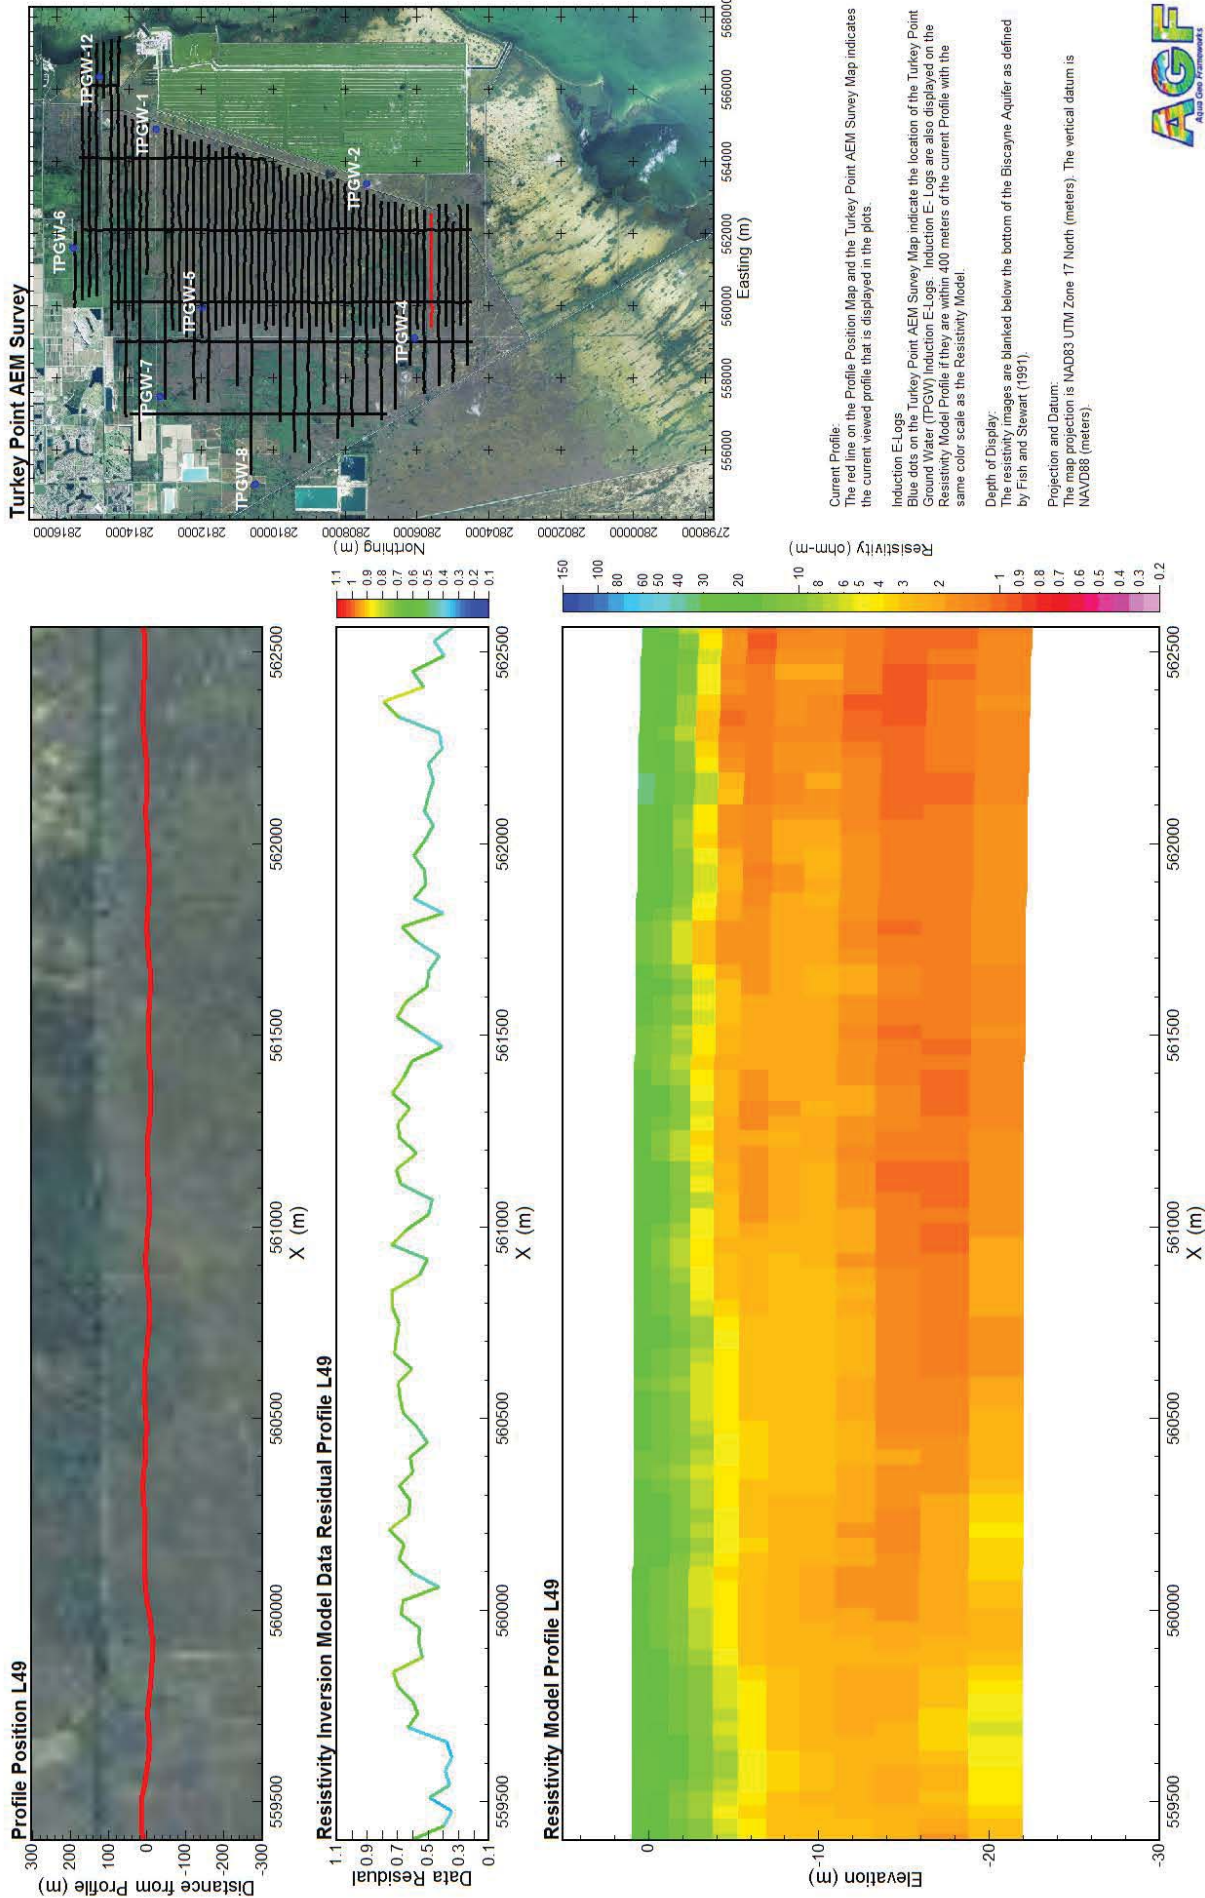 Profile Position L49
300
200
100
0
-100
-200
-300
Distance from Profile (m)
559500
560000
560500
561000
561500
562000
562500
X (m)
Resistivity Inversion Model Data Residual Profile L49
1.1
0.9
0.7
0.5
0.3
0.1
Data Residual
559500
560000
560500
561000
561500
562000
562500
X (m)
1.1
1
0.9
0.8
0.7
0.6
0.5
0.4
0.3
0.2
0.1
Resistivity Model Profile L49
0
-10
-20
-30
Elevation (m)
559500
560000
560500
561000
561500
562000
562500
X (m)
150
100
80
60
50
40
30
20
10
8
6
5
4
3
2
1
0.9
0.8
0.7
0.6
0.5
0.4
0.3
0.2
Resistivity (ohm-m)
Turkey Point AEM Survey
2816000
2814000
2812000
2810000
2808000
2806000
2804000
2802000
2800000
2798000
Northing (m)
556000
558000
560000
562000
564000
566000
568000
Easting (m)
TPGW-12
TPGW-1
TPGW-6
TPGW-2
TPGW-5
TPGW-4
TPGW-7
TPGW-8
Current Profile:
The red line on the Profile Position Map and the Turkey Point AEM Survey Map indicates
the current viewed profile that is displayed in the plots.
Induction E-Logs
Blue dots on the Turkey Point AEM Survey Map indicate the location of the Turkey Point
Ground Water (TPGW) Induction E-Logs. Induction E- Logs are also displayed on the
Resistivity Model Profile if they are within 400 meters of the current Profile with the
same color scale as the Resistivity Model.
Depth of Display:
The resistivity images are blanked below the bottom of the Biscayne Aquifer as defined
by Fish and Stewart (1991).
Projection and Datum:
The map projection is NAD83 UTM Zone 17 North (meters). The vertical datum is
NAVD88 (meters).
AGF
Aqua Geo Frameworks